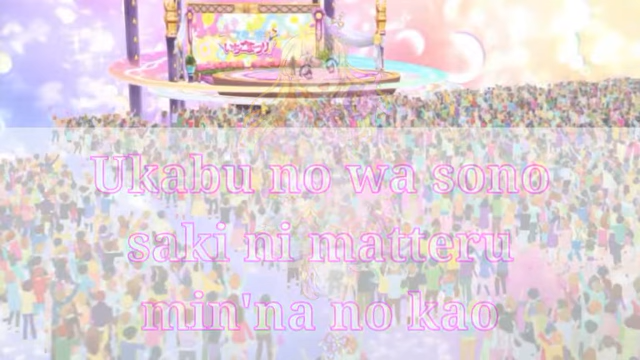 Ukabu no wa sono
saki ni matteru
min'na no kao